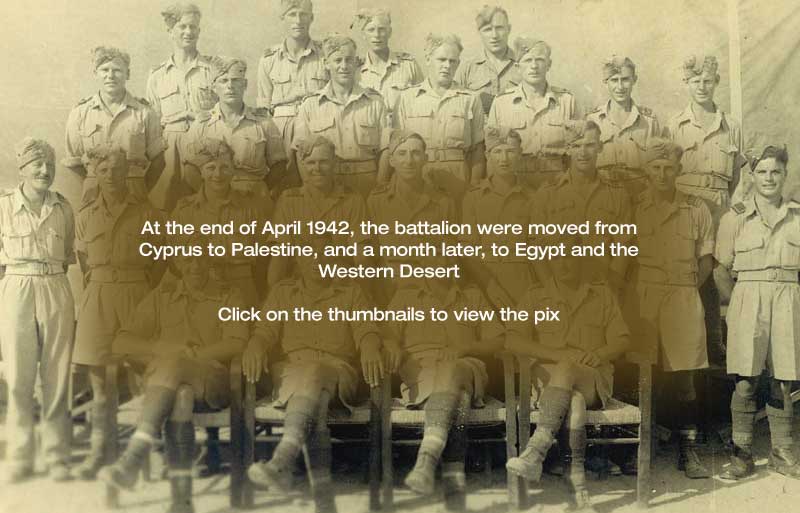 At the end of April 1942, the battalion were moved from
Cyprus to Palestine, and a month later, to Egypt and the
Western Desert
Click on the thumbnails to view the pix